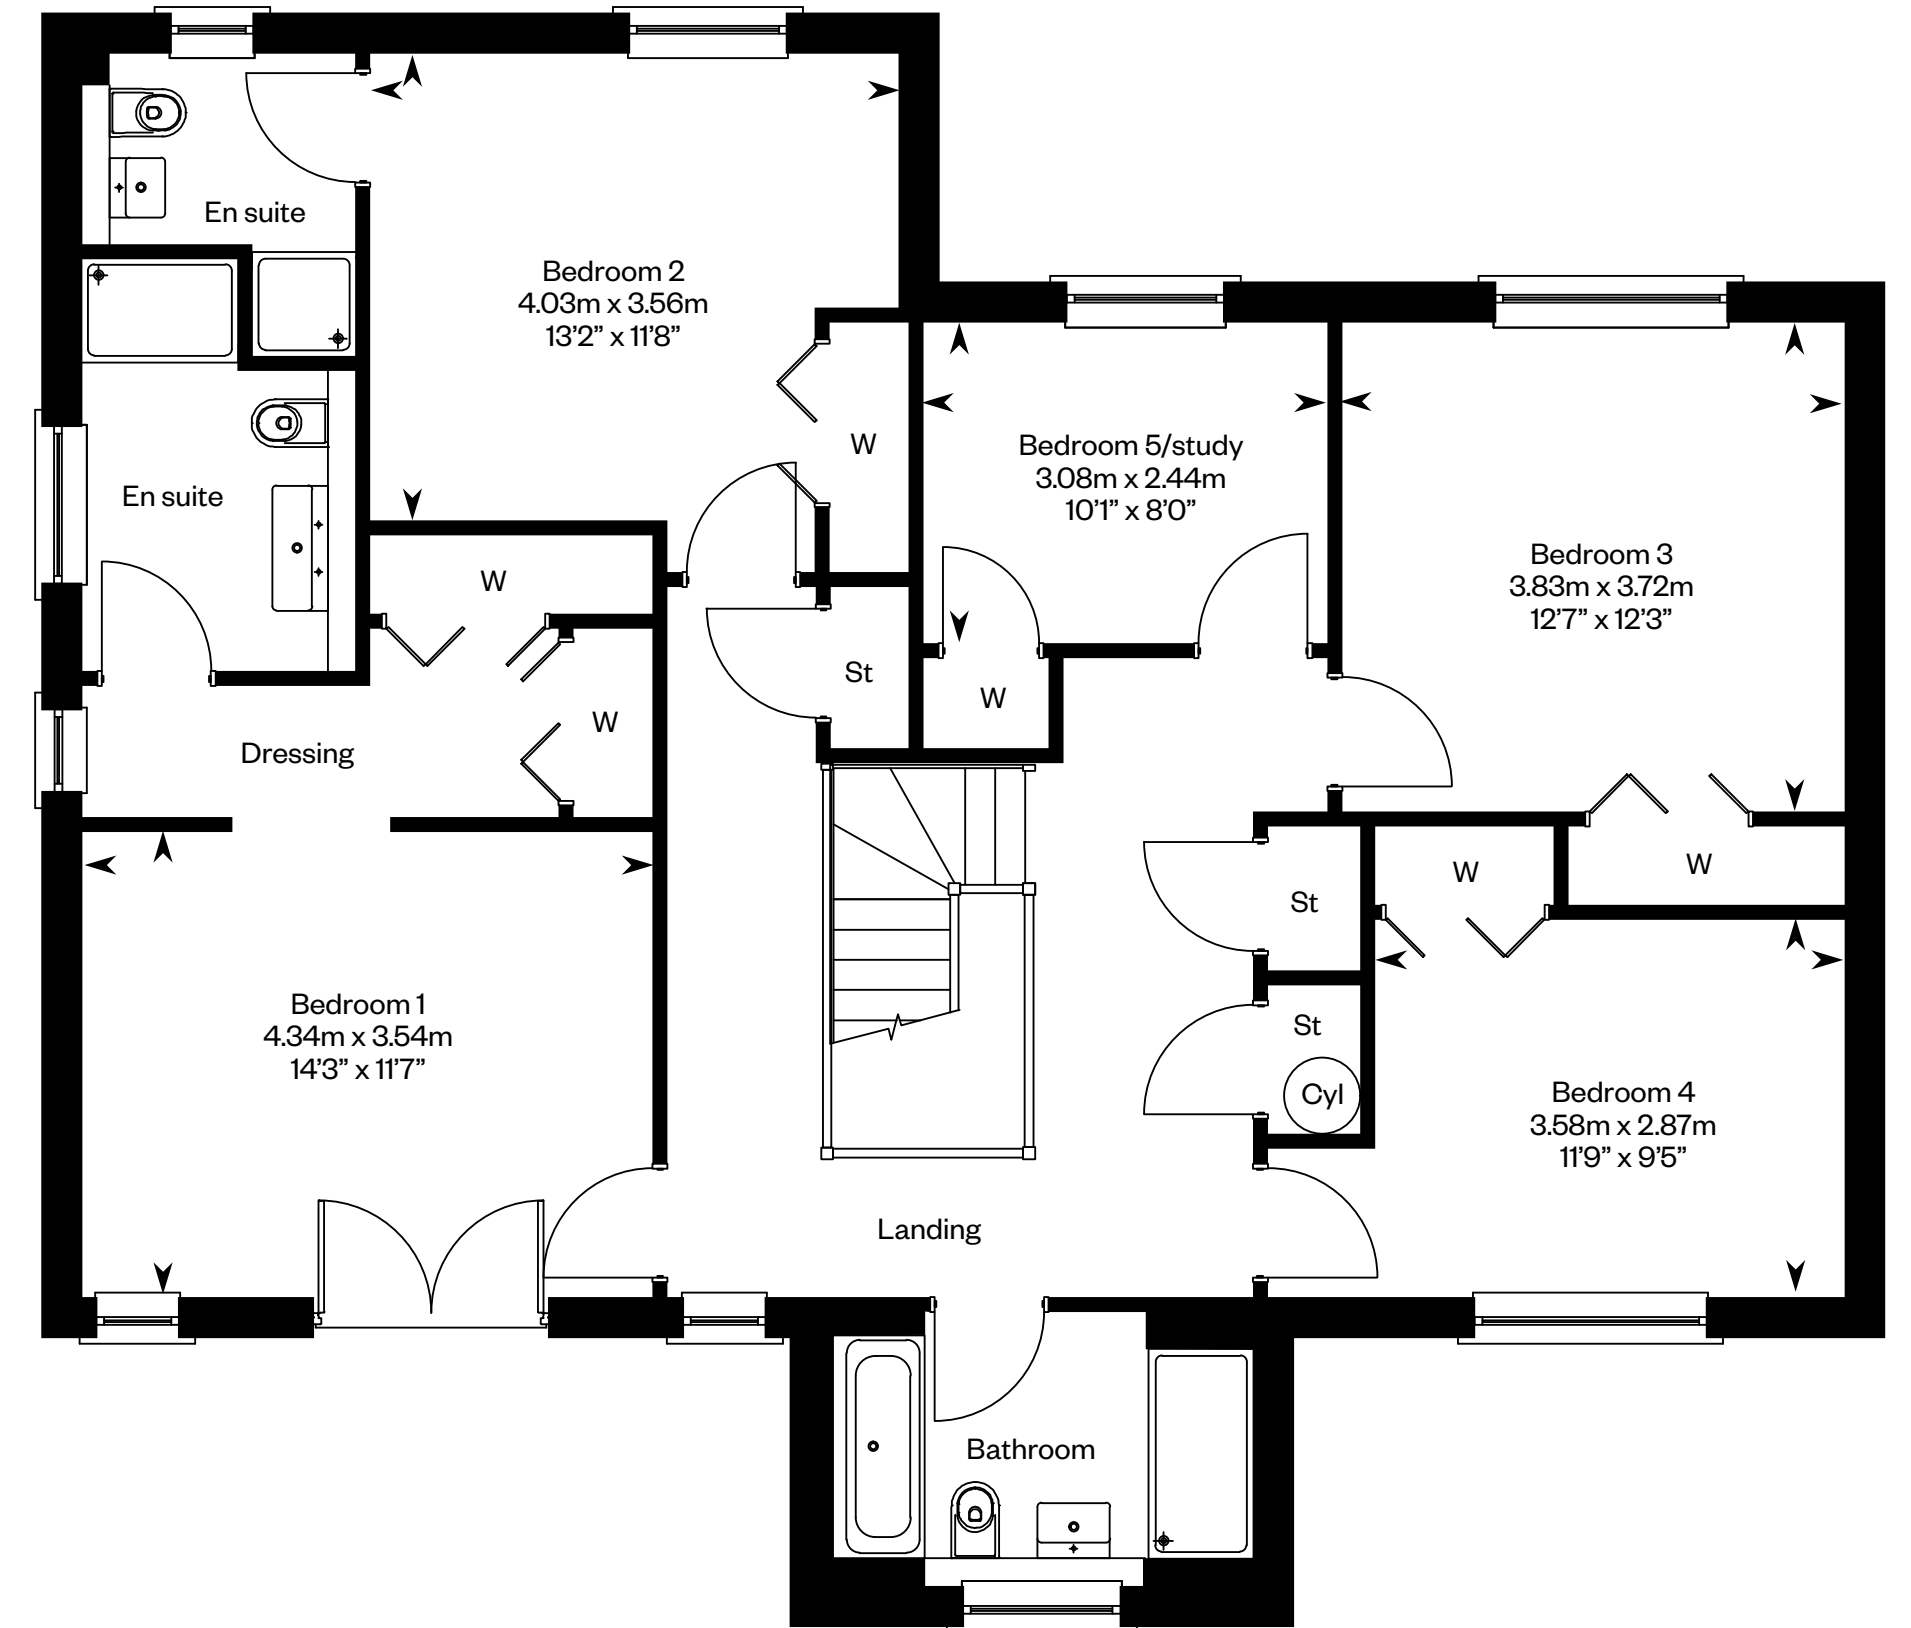 En suite
Bedroom 2
4.03m x 3.56m
13’2” x 11’8”
W
Bedroom 5/study
3.08m x 2.44m
10’1” x 8’0”
En suite
W
Bedroom 3
3.83m x 3.72m
12’7” x 12’3”
St
W
W
Dressing
W
W
St
Bedroom 1
4.34m x 3.54m
14’3” x 11’7”
St
Cyl
Bedroom 4
3.58m x 2.87m
11’9” x 9’5”
Landing
Bathroom